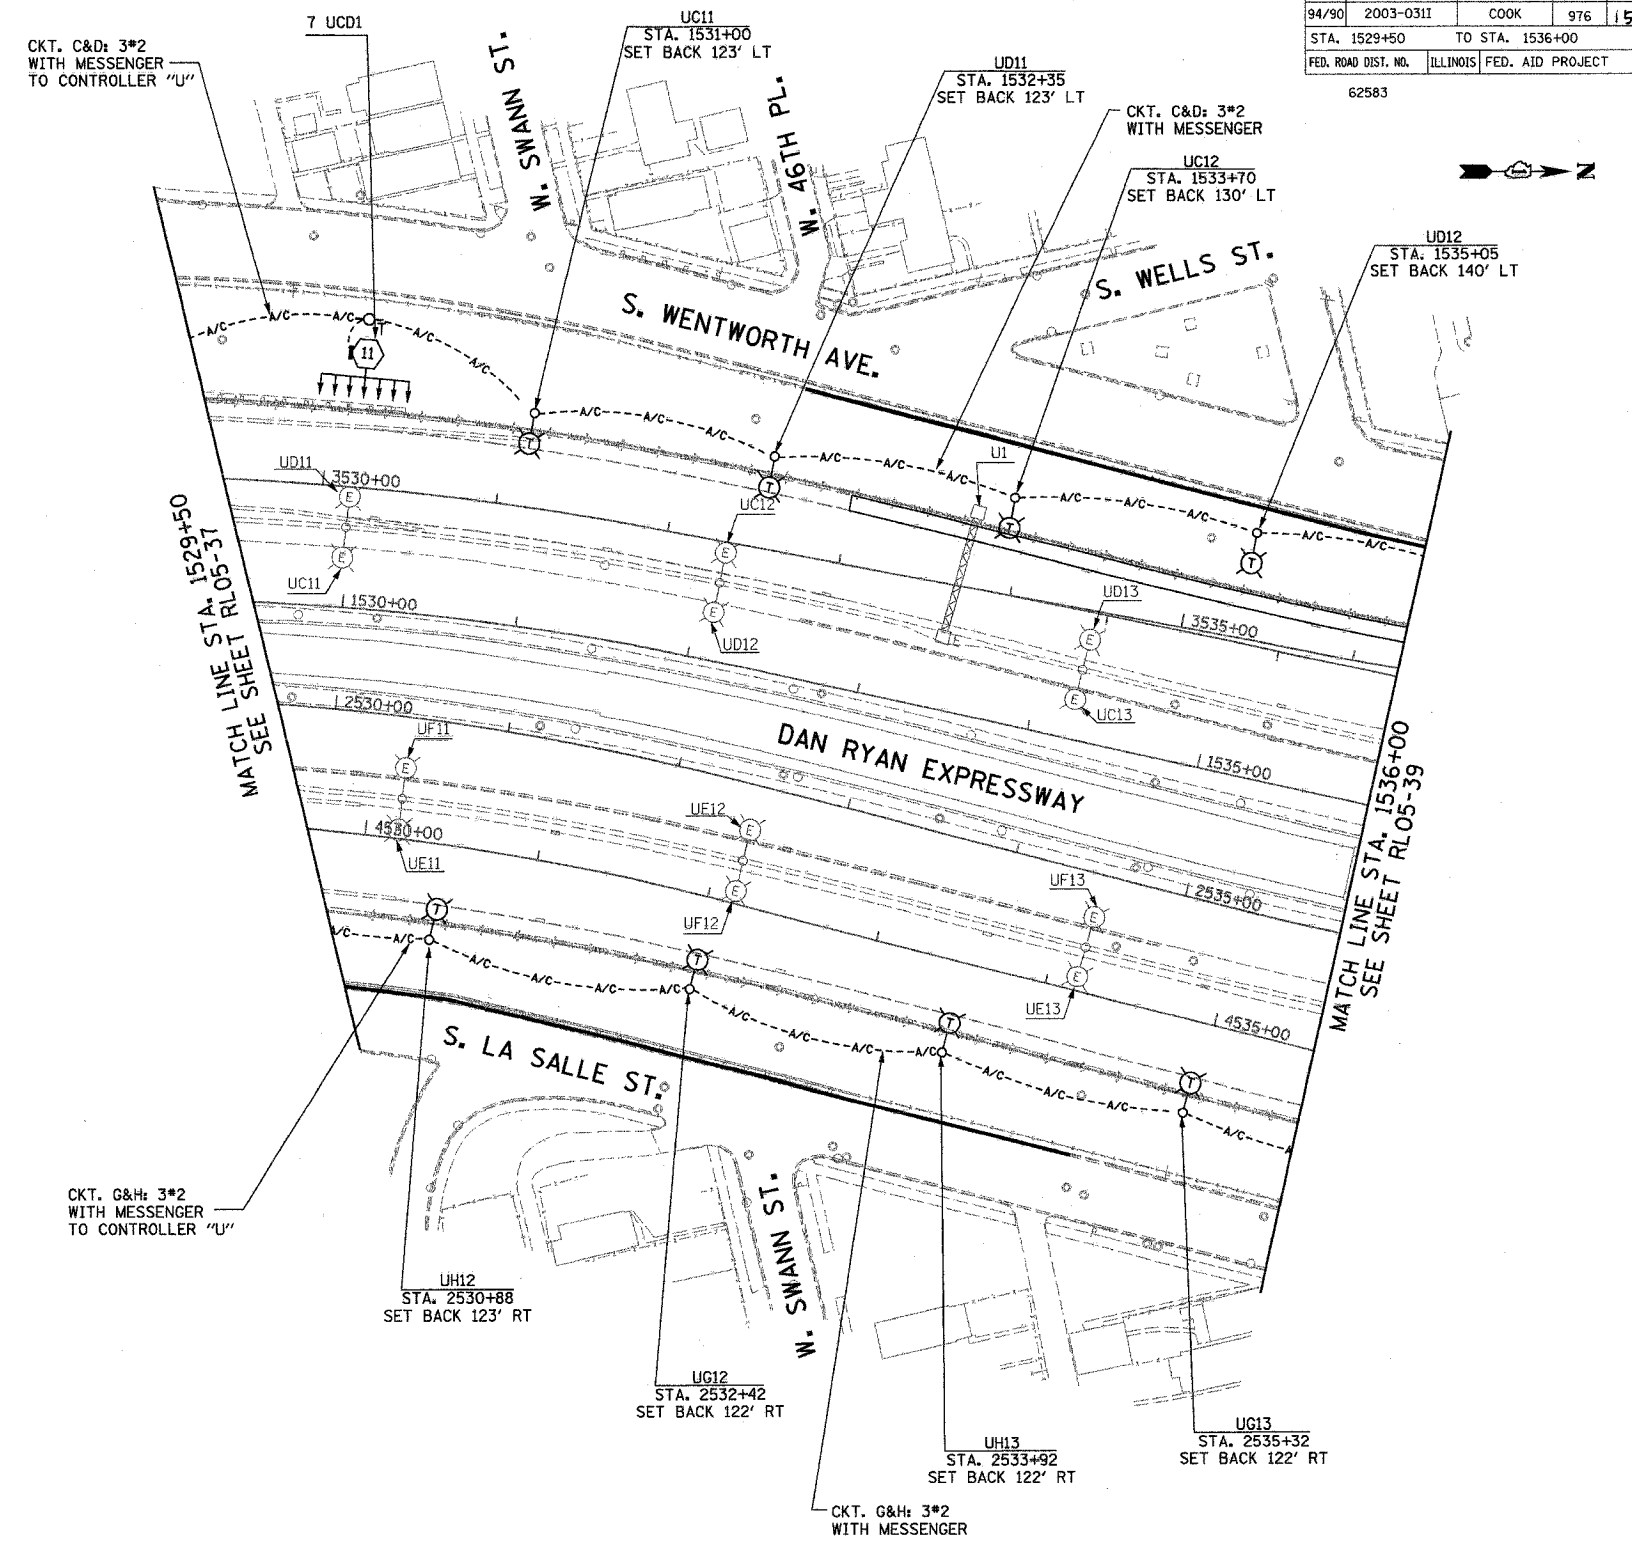 94/90 2003-031I COOK 976 15
STA. 1529+50 TO STA. 1536+00
FED. ROAD DIST. NO. ILLINOIS FED. AID PROJECT
62583
N
7 UCD1
CKT. C&D: 3#2
WITH MESSENGER
TO CONTROLLER "U"
UC11
STA. 1531+00
SET BACK 123' LT
UD11
STA. 1532+35
SET BACK 123' LT
CKT. C&D: 3#2
WITH MESSENGER
UC12
STA. 1533+70
SET BACK 130' LT
UD12
STA. 1535+05
SET BACK 140' LT
W. SWANN ST.
W. 46TH PL.
S. WELLS ST.
S. WENTWORTH AVE.
A/C A/C A/C T A/C A/C
11
A/C A/C A/C
A/C A/C A/C
A/C A/C A/C
A/C A/C
T T T T
U1
UD11
3530+00
E
E
UC11
UC12
E
E
UD12
UD13
E
E
UC13
E
3535+00
1530+00
1535+00
2530+00
2535+00
DAN RYAN EXPRESSWAY
MATCH LINE STA. 1529+50
SEE SHEET RL05-37
MATCH LINE STA. 1536+00
SEE SHEET RL05-39
UF11
E
4530+00
UE11
UE12
E
E
UF12
UF13
E
E
UE13
4535+00
T T T T
A/C A/C
A/C A/C A/C A/C
A/C A/C A/C A/C
A/C A/C A/C
A/C
S. LA SALLE ST.
W. SWANN ST.
CKT. G&H: 3#2
WITH MESSENGER
TO CONTROLLER "U"
UH12
STA. 2530+88
SET BACK 123' RT
UG12
STA. 2532+42
SET BACK 122' RT
UH13
STA. 2533+92
SET BACK 122' RT
UG13
STA. 2535+32
SET BACK 122' RT
CKT. G&H: 3#2
WITH MESSENGER